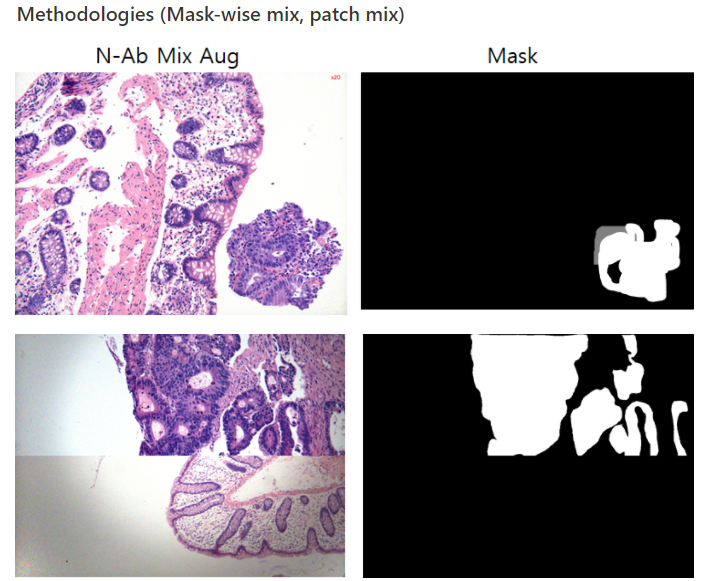 Methodologies (Mask-wise mix, patch mix)
N-Ab Mix Aug
Mask
x20